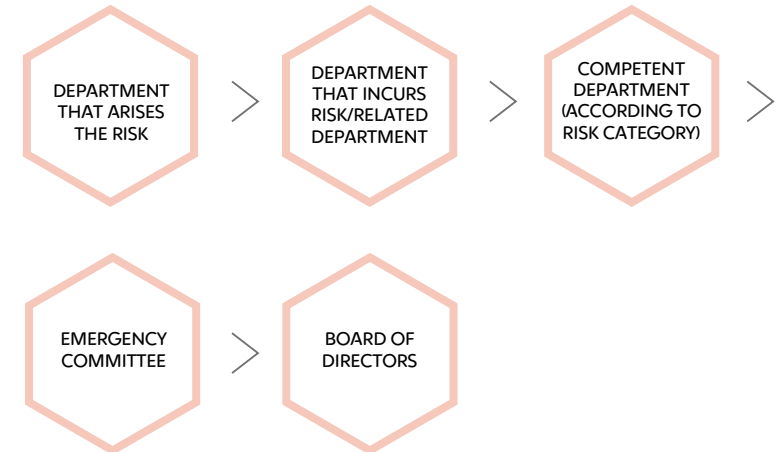 DEPARTMENT
THAT ARISES
THE RISK
DEPARTMENT
THAT INCURS
RISK/RELATED
DEPARTMENT
COMPETENT
DEPARTMENT
(ACCORDING TO
RISK CATEGORY)
EMERGENCY
COMMITTEE
BOARD OF
DIRECTORS